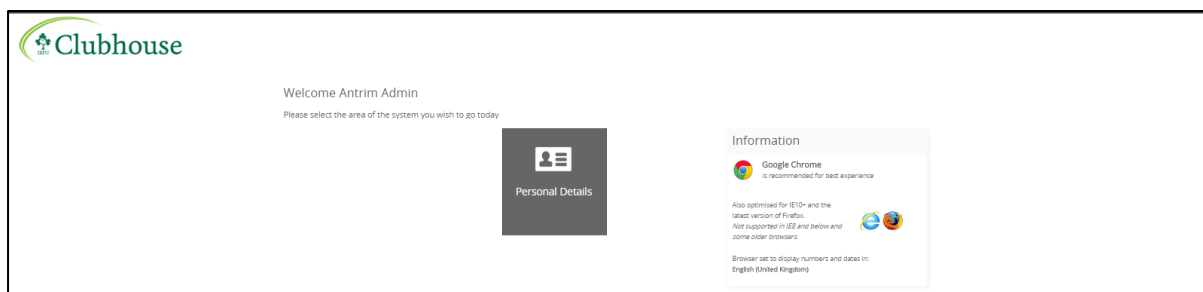 IRFU
Clubhouse
Welcome Antrim Admin
Please select the area of the system you wish to go today
Personal Details
Information
Google Chrome
is recommended for best experience
Also optimised for IE10+ and the
latest version of Firefox.
Not supported in IE8 and below and
some older browsers.
Browser set to display numbers and dates in:
English (United Kingdom)